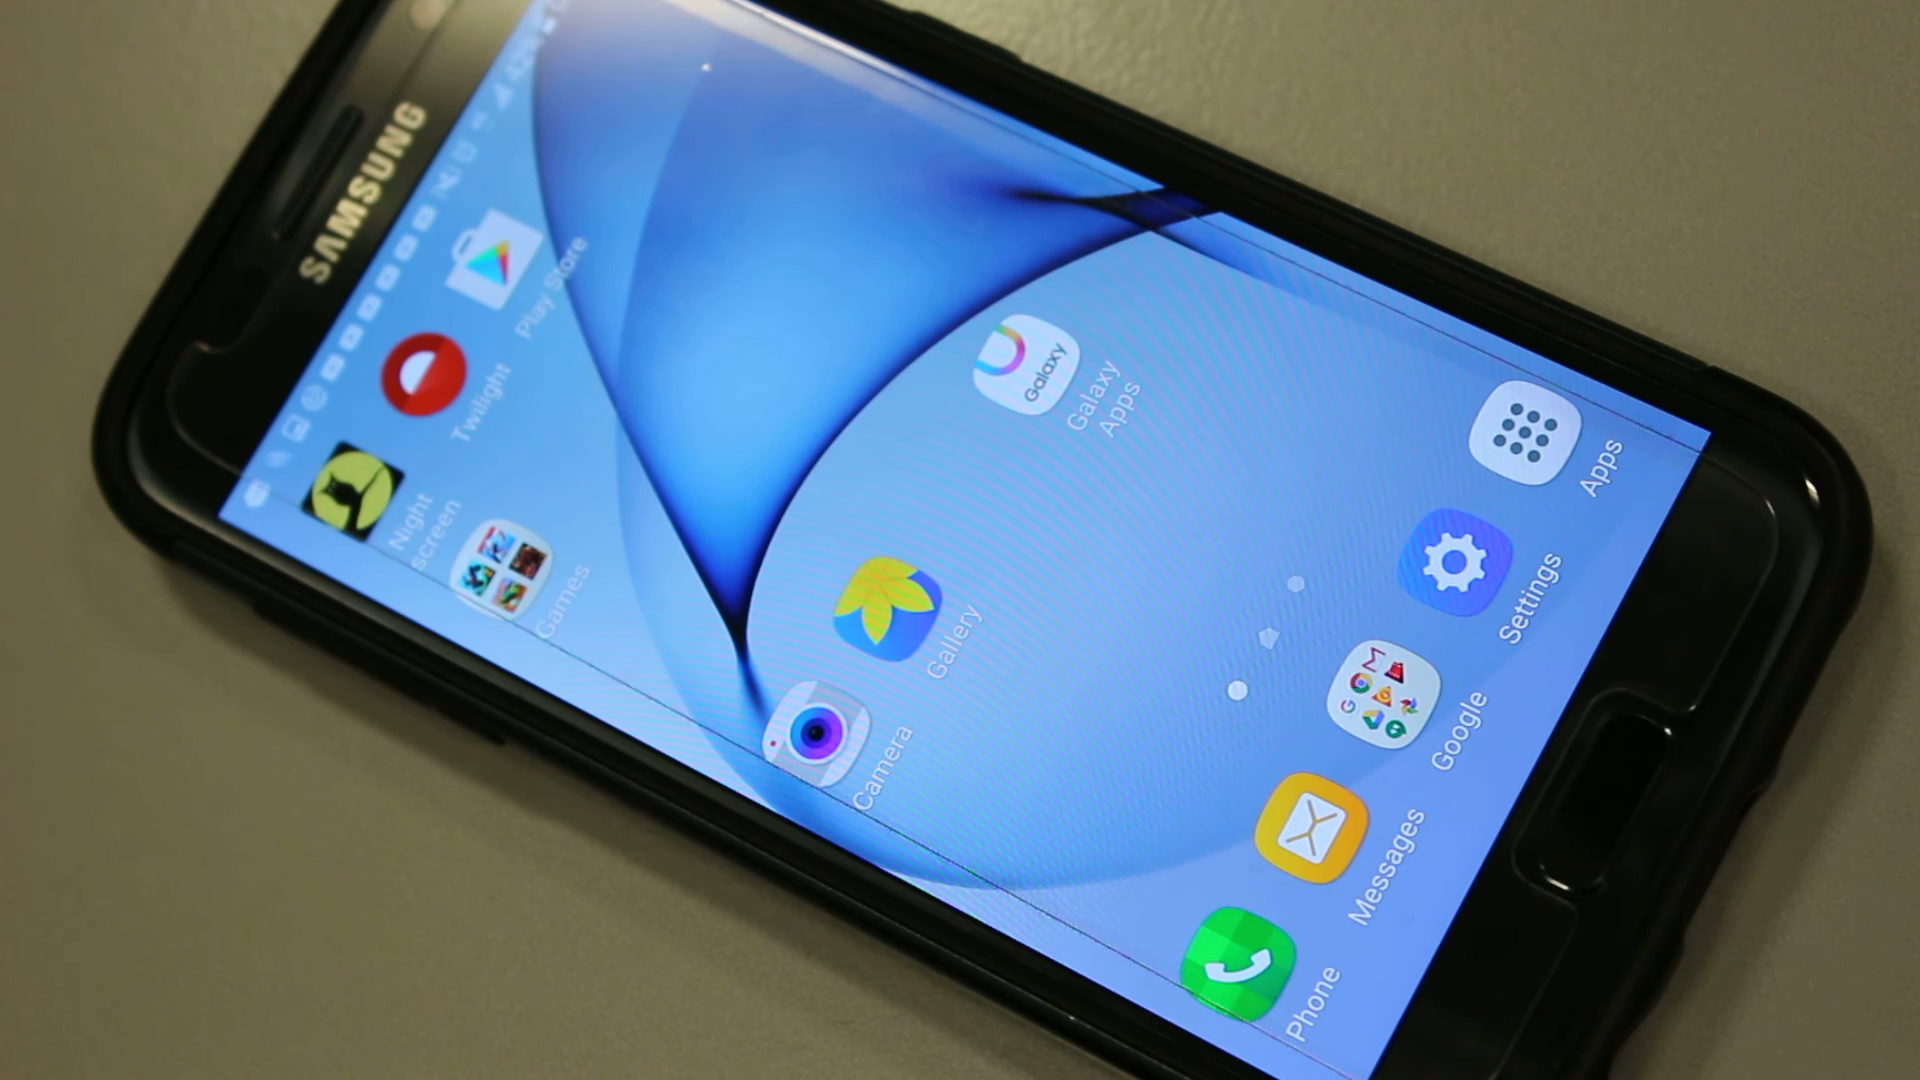 SAMSUNG
Play Store
Twilight
Night
screen
Games
Galaxy
Galaxy
Apps
Gallery
Camera
Apps
Settings
Google
Messages
Phone